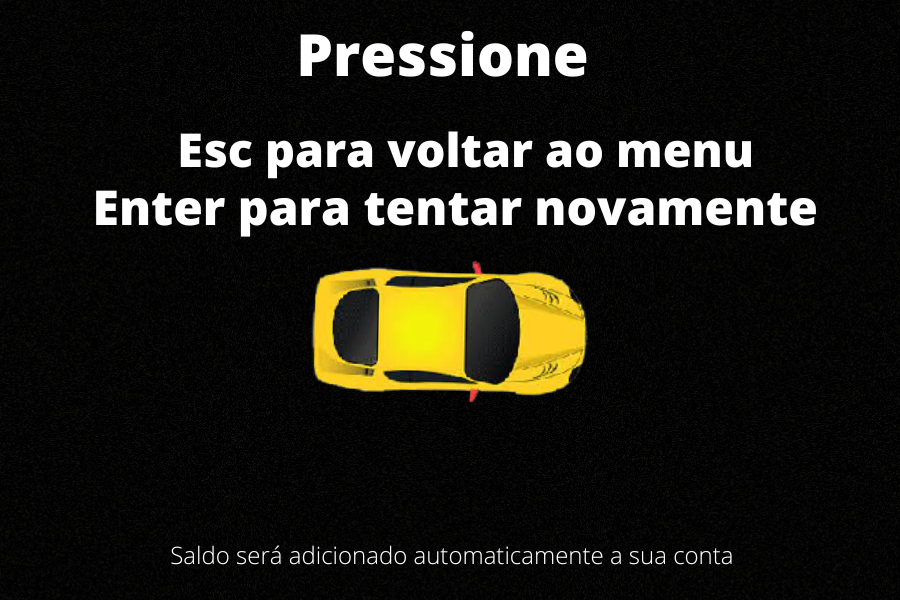 Pressione
Esc para voltar ao menu
Enter para tentar novamente
Saldo será adicionado automaticamente a sua conta